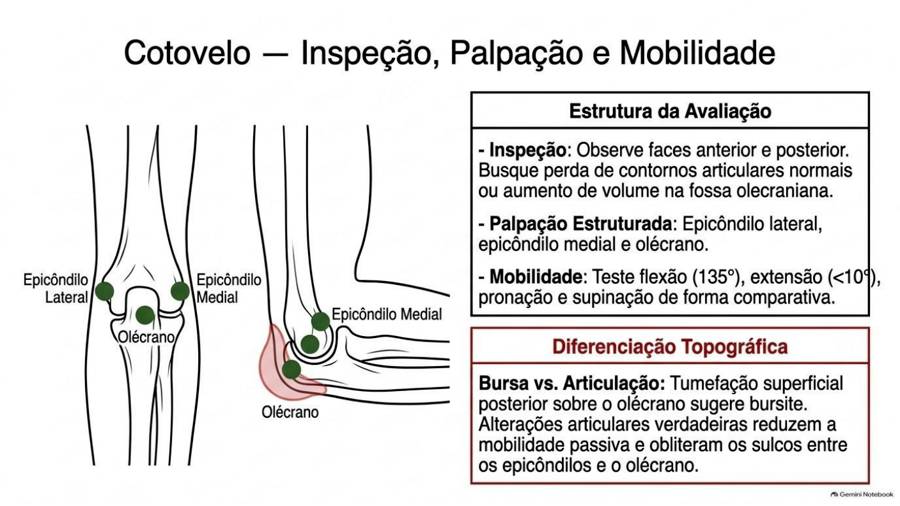 Cotovelo — Inspeção, Palpação e Mobilidade
Epicôndilo
Lateral
Epicôndilo
Medial
Olécrano
Epicôndilo Medial
Olécrano
Estrutura da Avaliação
- Inspeção: Observe faces anterior e posterior.
Busque perda de contornos articulares normais
ou aumento de volume na fossa olecraniana.
- Palpação Estruturada: Epicôndilo lateral,
epicôndilo medial e olécrano.
- Mobilidade: Teste flexão (135°), extensão (<10°),
pronação e supinação de forma comparativa.
Diferenciação Topográfica
Bursa vs. Articulação: Tumefação superficial
posterior sobre o olécrano sugere bursite.
Alterações articulares verdadeiras reduzem a
mobilidade passiva e obliteram os sulcos entre
os epicôndilos e o olécrano.
Gemini Notebook